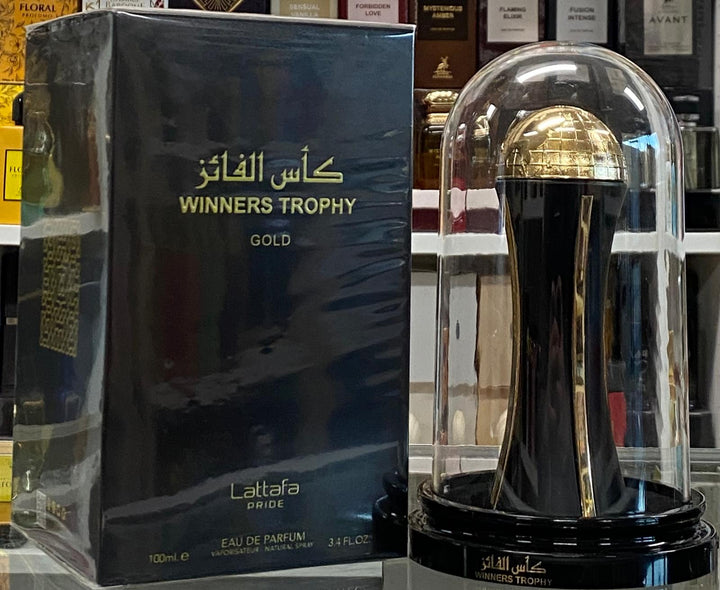 FLORAL
SENSUAL
VANILLA
FORBIDDEN
LOVE
MYSTERIOUS
AMBER
FLAMING
ELIXIR
FUSION
INTENSE
AVANT
كأس الفائز
WINNERS TROPHY
GOLD
Lattafa
PRIDE
EAU DE PARFUM
VAPORISATEUR - NATURAL SPRAY
100ml. e
3.4 FL.OZ
كأس الفائز
WINNERS TROPHY